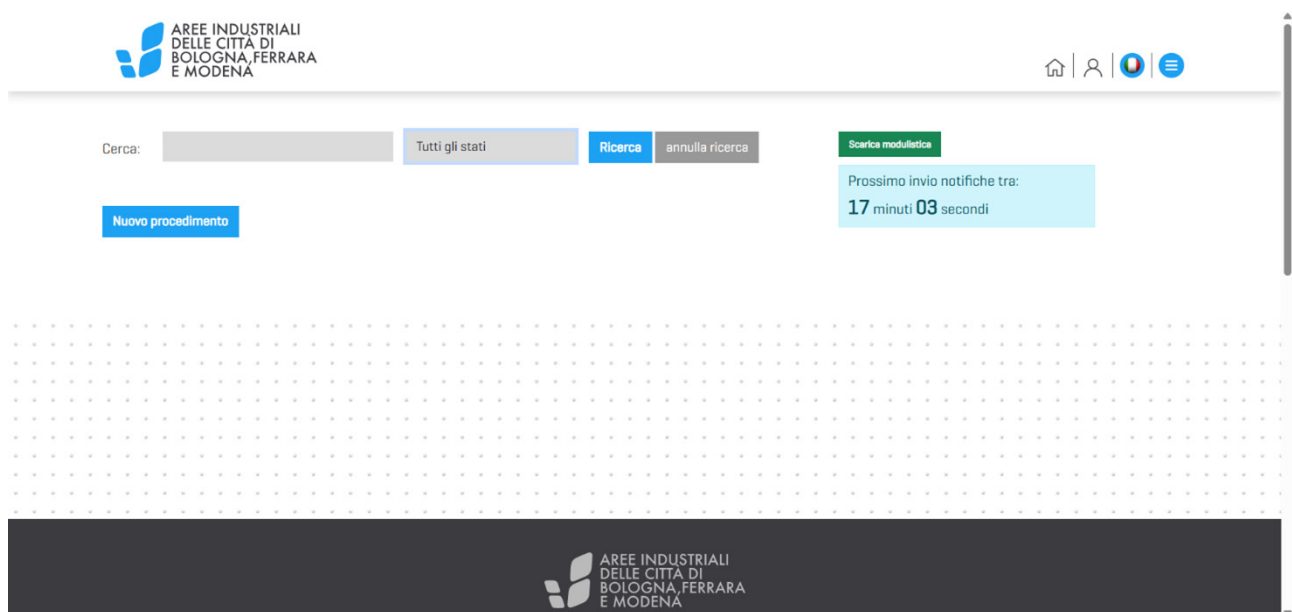 AREE INDUSTRIALI
DELLE CITTÀ DI
BOLOGNA,FERRARA
E MODENA
Cerca:
Tutti gli stati
Ricerca
annulla ricerca
Scarica modulistica
Prossimo invio notifiche tra:
17 minuti 03 secondi
Nuovo procedimento
AREE INDUSTRIALI
DELLE CITTÀ DI
BOLOGNA,FERRARA
E MODENA